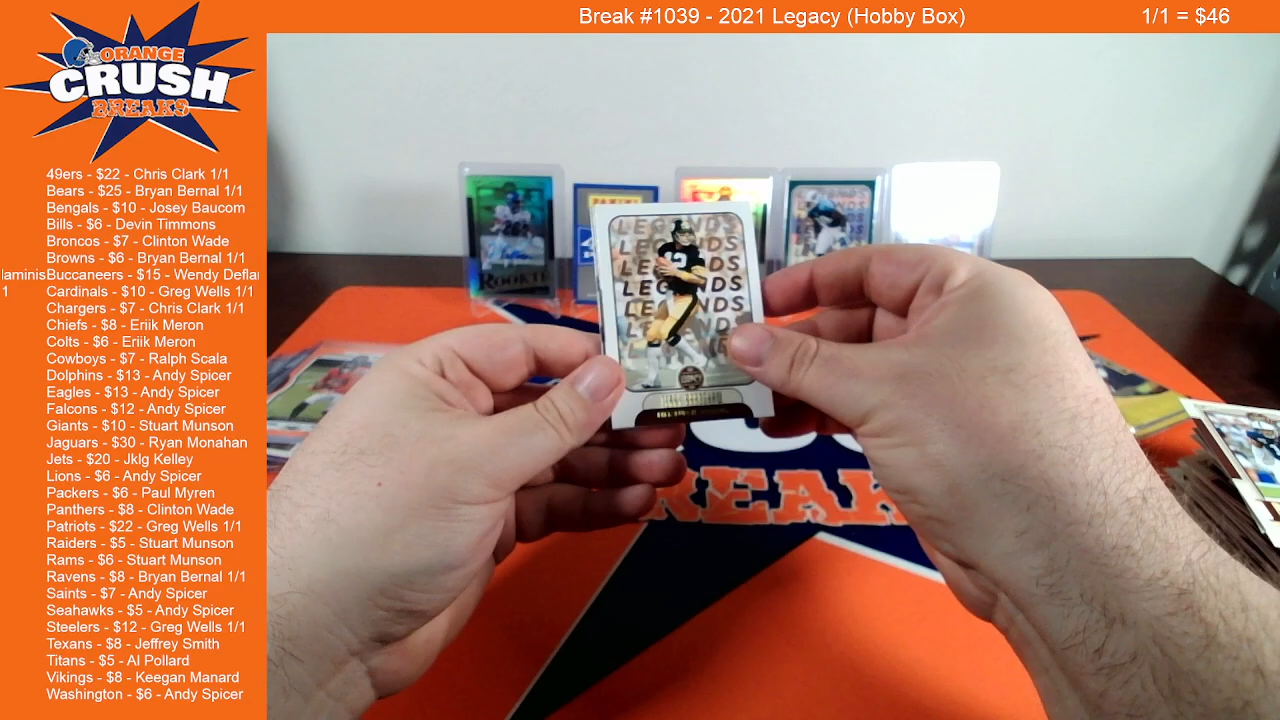 Break #1039 - 2021 Legacy (Hobby Box)
1/1 = $46
ORANGE
CRUSH
BREAKS
49ers - $22 - Chris Clark 1/1
Bears - $25 - Bryan Bernal 1/1
Bengals - $10 - Josey Baucom
Bills - $6 - Devin Timmons
Broncos - $7 - Clinton Wade
Browns - $6 - Bryan Bernal 1/1
laminis Buccaneers - $15 - Wendy Deflai
1
Cardinals - $10 - Greg Wells 1/1
Chargers - $7 - Chris Clark 1/1
Chiefs - $8 - Eriik Meron
Colts - $6 - Eriik Meron
Cowboys - $7 - Ralph Scala
Dolphins - $13 - Andy Spicer
Eagles - $13 - Andy Spicer
Falcons - $12 - Andy Spicer
Giants - $10 - Stuart Munson
Jaguars - $30 - Ryan Monahan
Jets - $20 - Jklg Kelley
Lions - $6 - Andy Spicer
Packers - $6 - Paul Myren
Panthers - $8 - Clinton Wade
Patriots - $22 - Greg Wells 1/1
Raiders - $5 - Stuart Munson
Rams - $6 - Stuart Munson
Ravens - $8 - Bryan Bernal 1/1
Saints - $7 - Andy Spicer
Seahawks - $5 - Andy Spicer
Steelers - $12 - Greg Wells 1/1
Texans - $8 - Jeffrey Smith
Titans - $5 - Al Pollard
Vikings - $8 - Keegan Manard
Washington - $6 - Andy Spicer
ROOKIE
PANINI
LEGENDS
LEGENDS
LEGENDS
LEGENDS
LEGENDS
LEGENDS
12
LEGENDS
BREAK